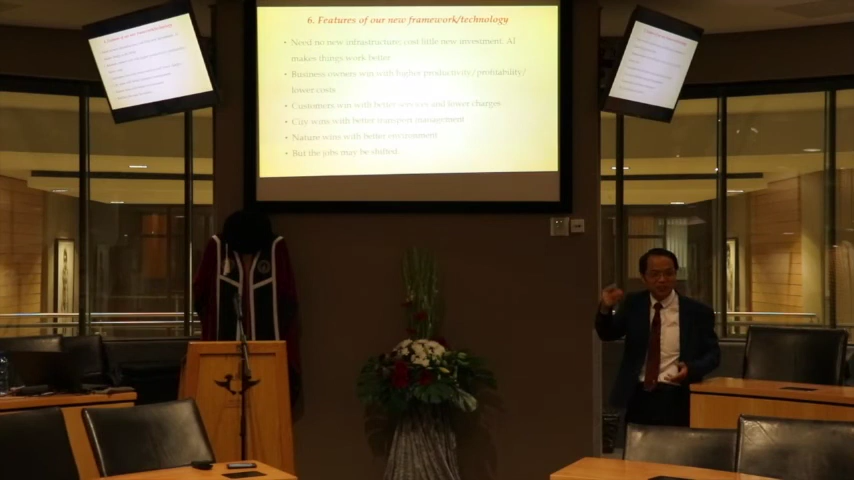 6. Features of our new framework/technology
• Need no new infrastructure; cost little new investment. AI
makes things work better
• Business owners win with higher productivity/profitability/
lower costs
• Customers win with better services and lower charges
• City wins with better transport management
• Nature wins with better environment
• But the jobs may be shifted.